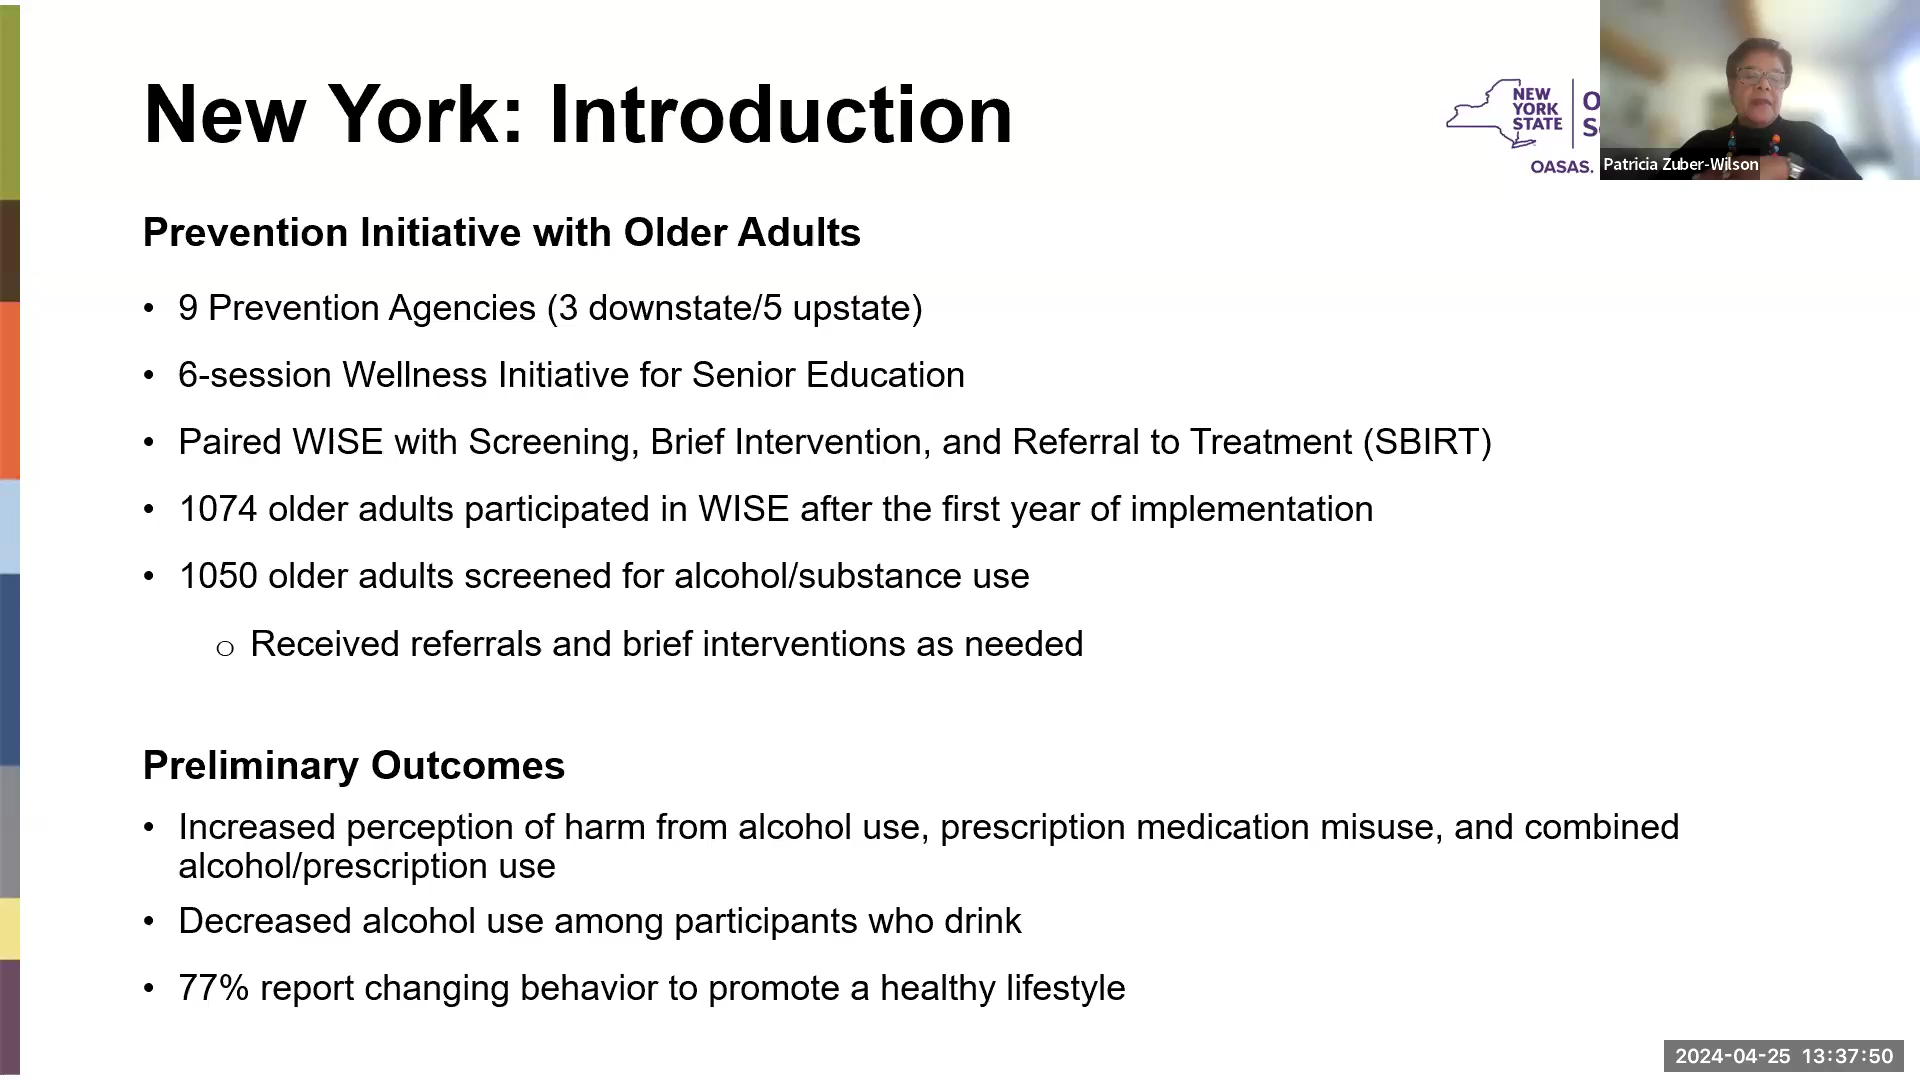 New York: Introduction
NEW
YORK
STATE
OASAS.
Patricia Zuber-Wilson
Prevention Initiative with Older Adults
• 9 Prevention Agencies (3 downstate/5 upstate)
• 6-session Wellness Initiative for Senior Education
• Paired WISE with Screening, Brief Intervention, and Referral to Treatment (SBIRT)
• 1074 older adults participated in WISE after the first year of implementation
• 1050 older adults screened for alcohol/substance use
o Received referrals and brief interventions as needed
Preliminary Outcomes
• Increased perception of harm from alcohol use, prescription medication misuse, and combined
alcohol/prescription use
• Decreased alcohol use among participants who drink
• 77% report changing behavior to promote a healthy lifestyle
2024-04-25 13:37:50